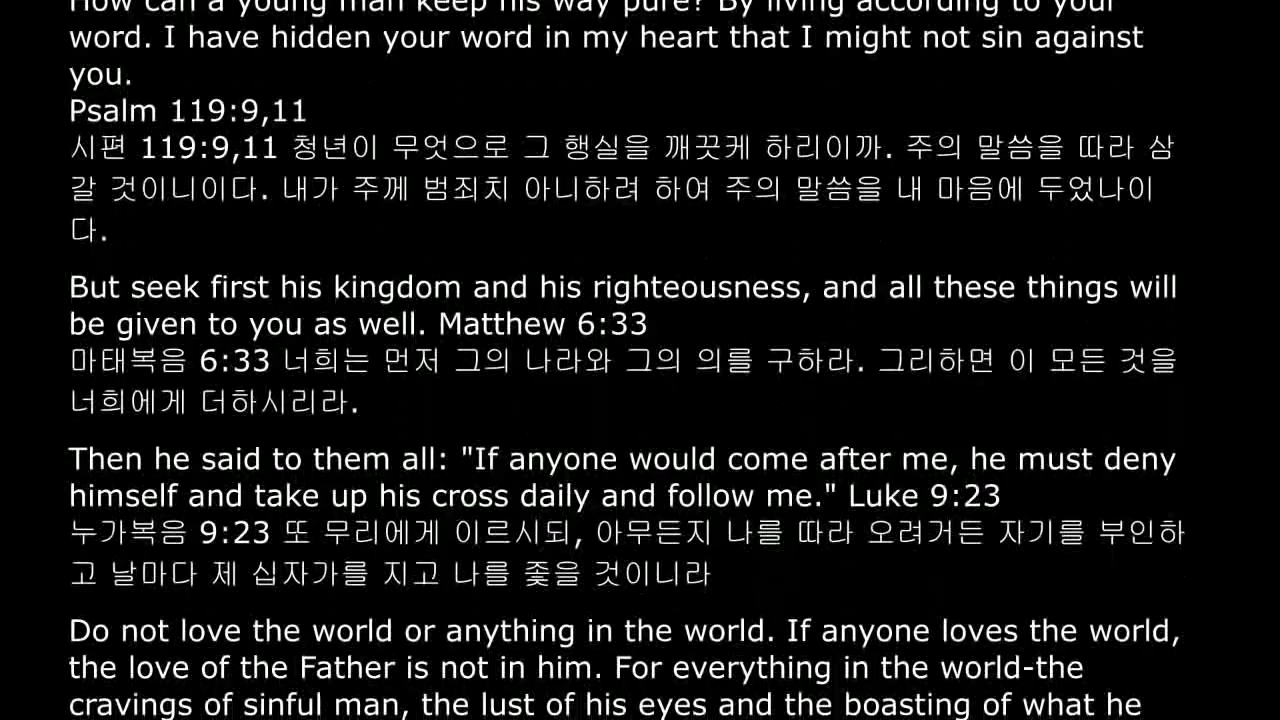 How can a young man keep his way pure? By living according to your
word. I have hidden your word in my heart that I might not sin against
you.
Psalm 119:9,11
시편 119:9,11 청년이 무엇으로 그 행실을 깨끗케 하리이까. 주의 말씀을 따라 삼
갈 것이니이다. 내가 주께 범죄치 아니하려 하여 주의 말씀을 내 마음에 두었나이
다.
But seek first his kingdom and his righteousness, and all these things will
be given to you as well. Matthew 6:33
마태복음 6:33 너희는 먼저 그의 나라와 그의 의를 구하라. 그리하면 이 모든 것을
너희에게 더하시리라.
Then he said to them all: "If anyone would come after me, he must deny
himself and take up his cross daily and follow me." Luke 9:23
누가복음 9:23 또 무리에게 이르시되, 아무든지 나를 따라 오려거든 자기를 부인하
고 날마다 제 십자가를 지고 나를 좇을 것이니라
Do not love the world or anything in the world. If anyone loves the world,
the love of the Father is not in him. For everything in the world-the
cravings of sinful man, the lust of his eyes and the boasting of what he